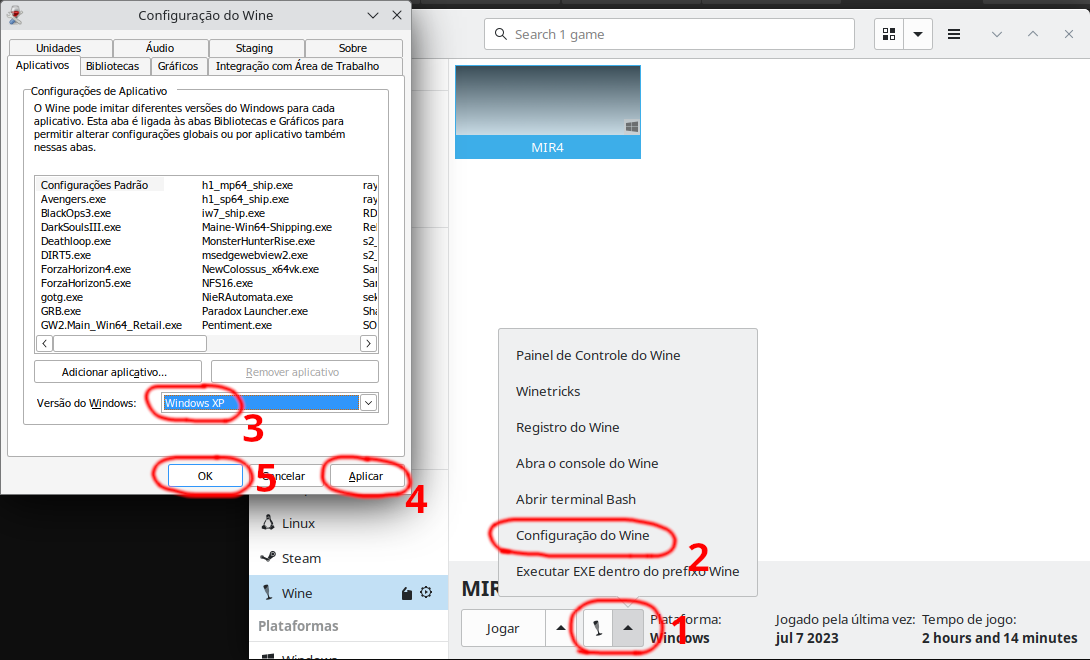 Configuração do Wine
Unidades
Áudio
Staging
Sobre
Aplicativos
Bibliotecas
Gráficos
Integração com Área de Trabalho
Configurações de Aplicativo
O Wine pode imitar diferentes versões do Windows para cada
aplicativo. Esta aba é ligada às abas Bibliotecas e Gráficos para
permitir alterar configurações globais ou por aplicativo também
nessas abas.
Configurações Padrão
Avengers.exe
BlackOps3.exe
DarkSoulsIII.exe
Deathloop.exe
DIRT5.exe
ForzaHorizon4.exe
ForzaHorizon5.exe
gotg.exe
GRB.exe
GW2.Main_Win64_Retail.exe
h1_mp64_ship.exe
h1_sp64_ship.exe
iw7_ship.exe
Maine-Win64-Shipping.exe
MonsterHunterRise.exe
msedgewebview2.exe
NewColossus_x64vk.exe
NFS16.exe
NieRAutomata.exe
Paradox Launcher.exe
Pentiment.exe
ray
ray
RD
Rel
s2_
s2_
Sar
Sar
sek
Sha
SO
Adicionar aplicativo...
Remover aplicativo
Versão do Windows:
Windows XP
3
OK
5
Cancelar
Aplicar
4
Search 1 game
MIR4
Painel de Controle do Wine
Winetricks
Registro do Wine
Abra o console do Wine
Abrir terminal Bash
Configuração do Wine
2
Executar EXE dentro do prefixo Wine
Linux
Steam
Wine
Plataformas
Windows
MIR
Jogar
1
Plataforma:
Windows
Jogado pela última vez:
jul 7 2023
Tempo de jogo:
2 hours and 14 minutes